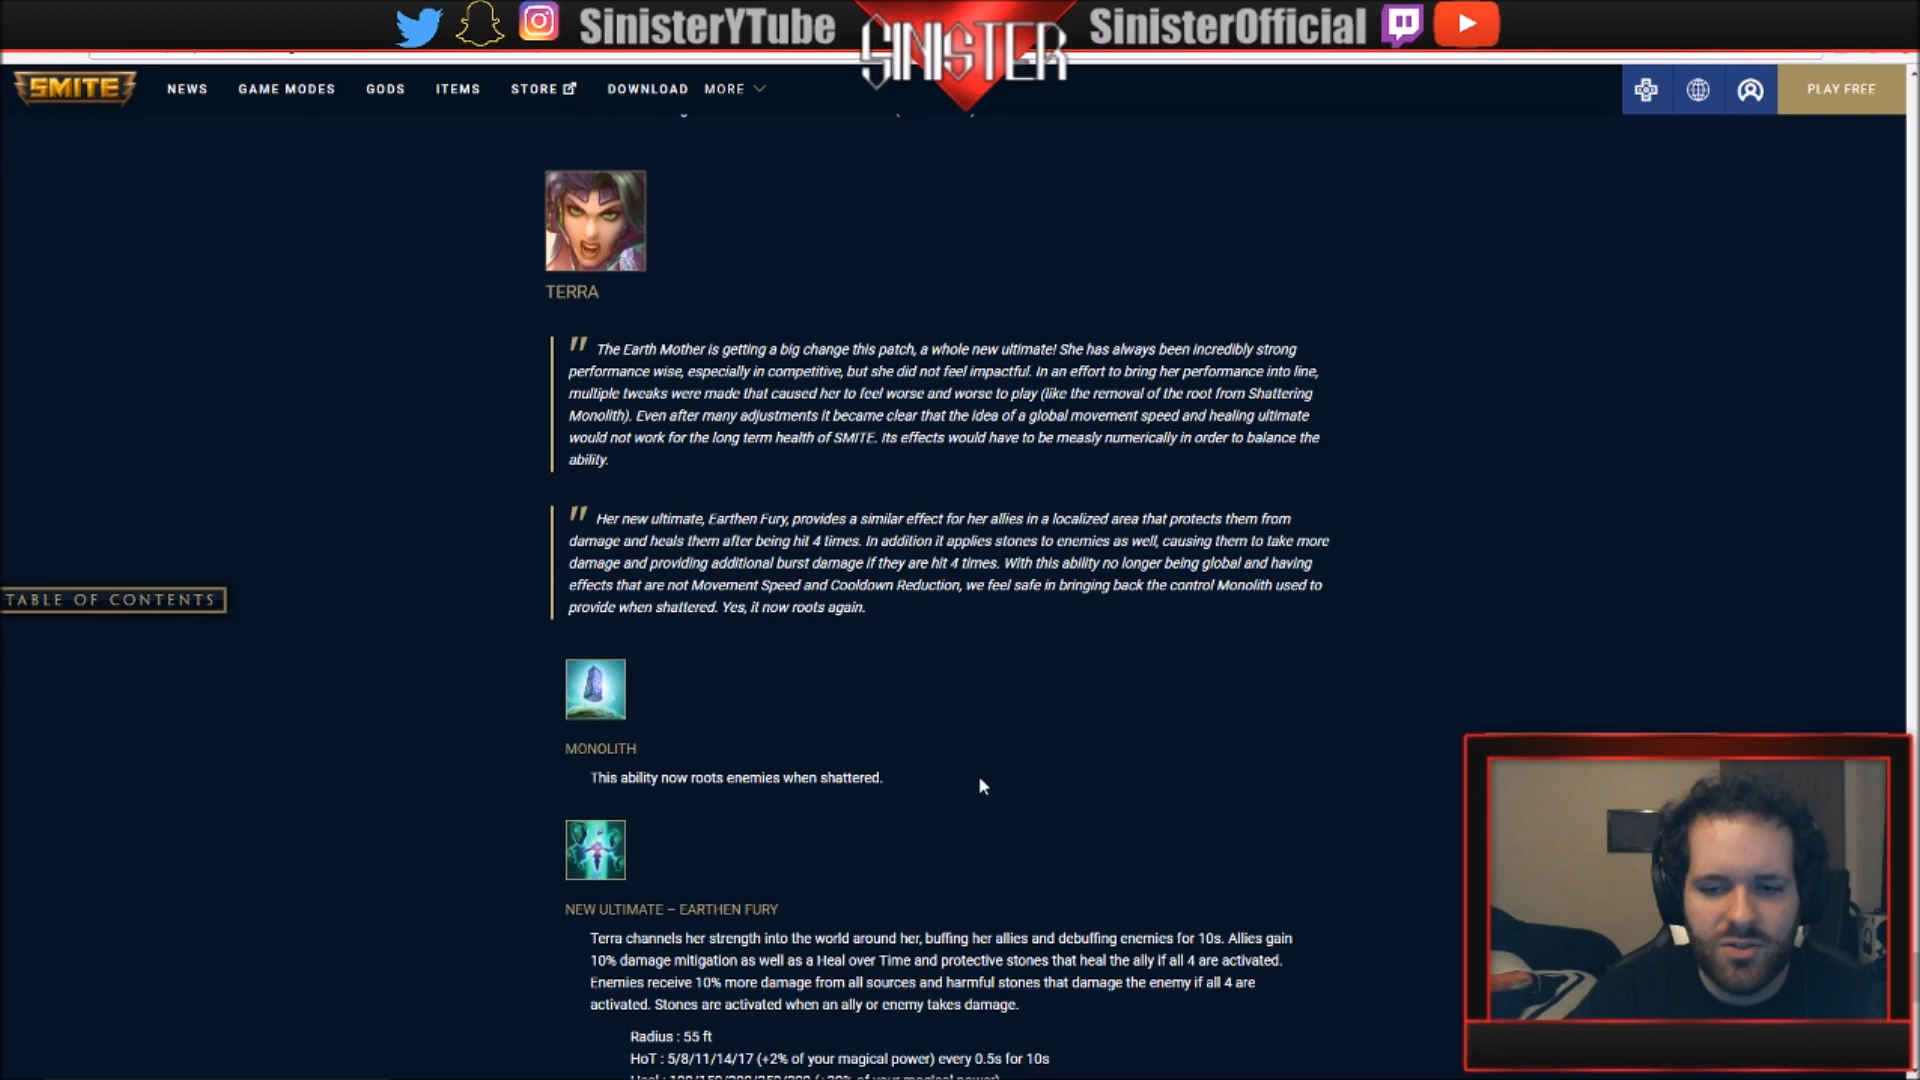 SinisterYTube
SINISTER
SinisterOfficial
SMITE
NEWS
GAME MODES
GODS
ITEMS
STORE
DOWNLOAD
MORE
PLAY FREE
TERRA
" The Earth Mother is getting a big change this patch, a whole new ultimate! She has always been incredibly strong
performance wise, especially in competitive, but she did not feel impactful. In an effort to bring her performance into line,
multiple tweaks were made that caused her to feel worse and worse to play (like the removal of the root from Shattering
Monolith). Even after many adjustments it became clear that the idea of a global movement speed and healing ultimate
would not work for the long term health of SMITE. Its effects would have to be measly numerically in order to balance the
ability.
" Her new ultimate, Earthen Fury, provides a similar effect for her allies in a localized area that protects them from
damage and heals them after being hit 4 times. In addition it applies stones to enemies as well, causing them to take more
damage and providing additional burst damage if they are hit 4 times. With this ability no longer being global and having
effects that are not Movement Speed and Cooldown Reduction, we feel safe in bringing back the control Monolith used to
provide when shattered. Yes, it now roots again.
TABLE OF CONTENTS
MONOLITH
This ability now roots enemies when shattered.
NEW ULTIMATE – EARTHEN FURY
Terra channels her strength into the world around her, buffing her allies and debuffing enemies for 10s. Allies gain
10% damage mitigation as well as a Heal over Time and protective stones that heal the ally if all 4 are activated.
Enemies receive 10% more damage from all sources and harmful stones that damage the enemy if all 4 are
activated. Stones are activated when an ally or enemy takes damage.
Radius : 55 ft
HoT : 5/8/11/14/17 (+2% of your magical power) every 0.5s for 10s